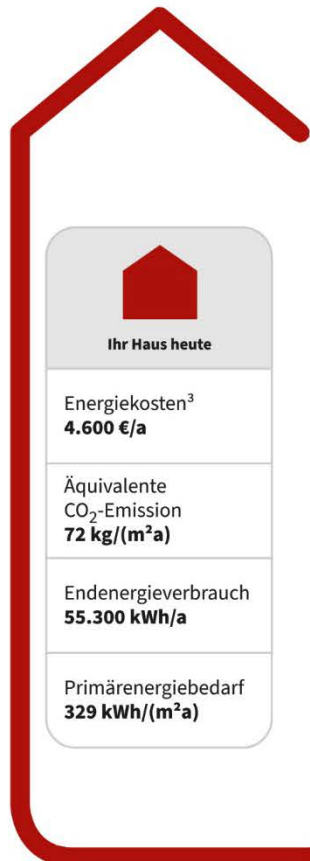 Ihr Haus heute
Energiekosten³
4.600 €/a
Äquivalente
CO₂-Emission
72 kg/(m²a)
Endenergieverbrauch
55.300 kWh/a
Primärenergiebedarf
329 kWh/(m²a)